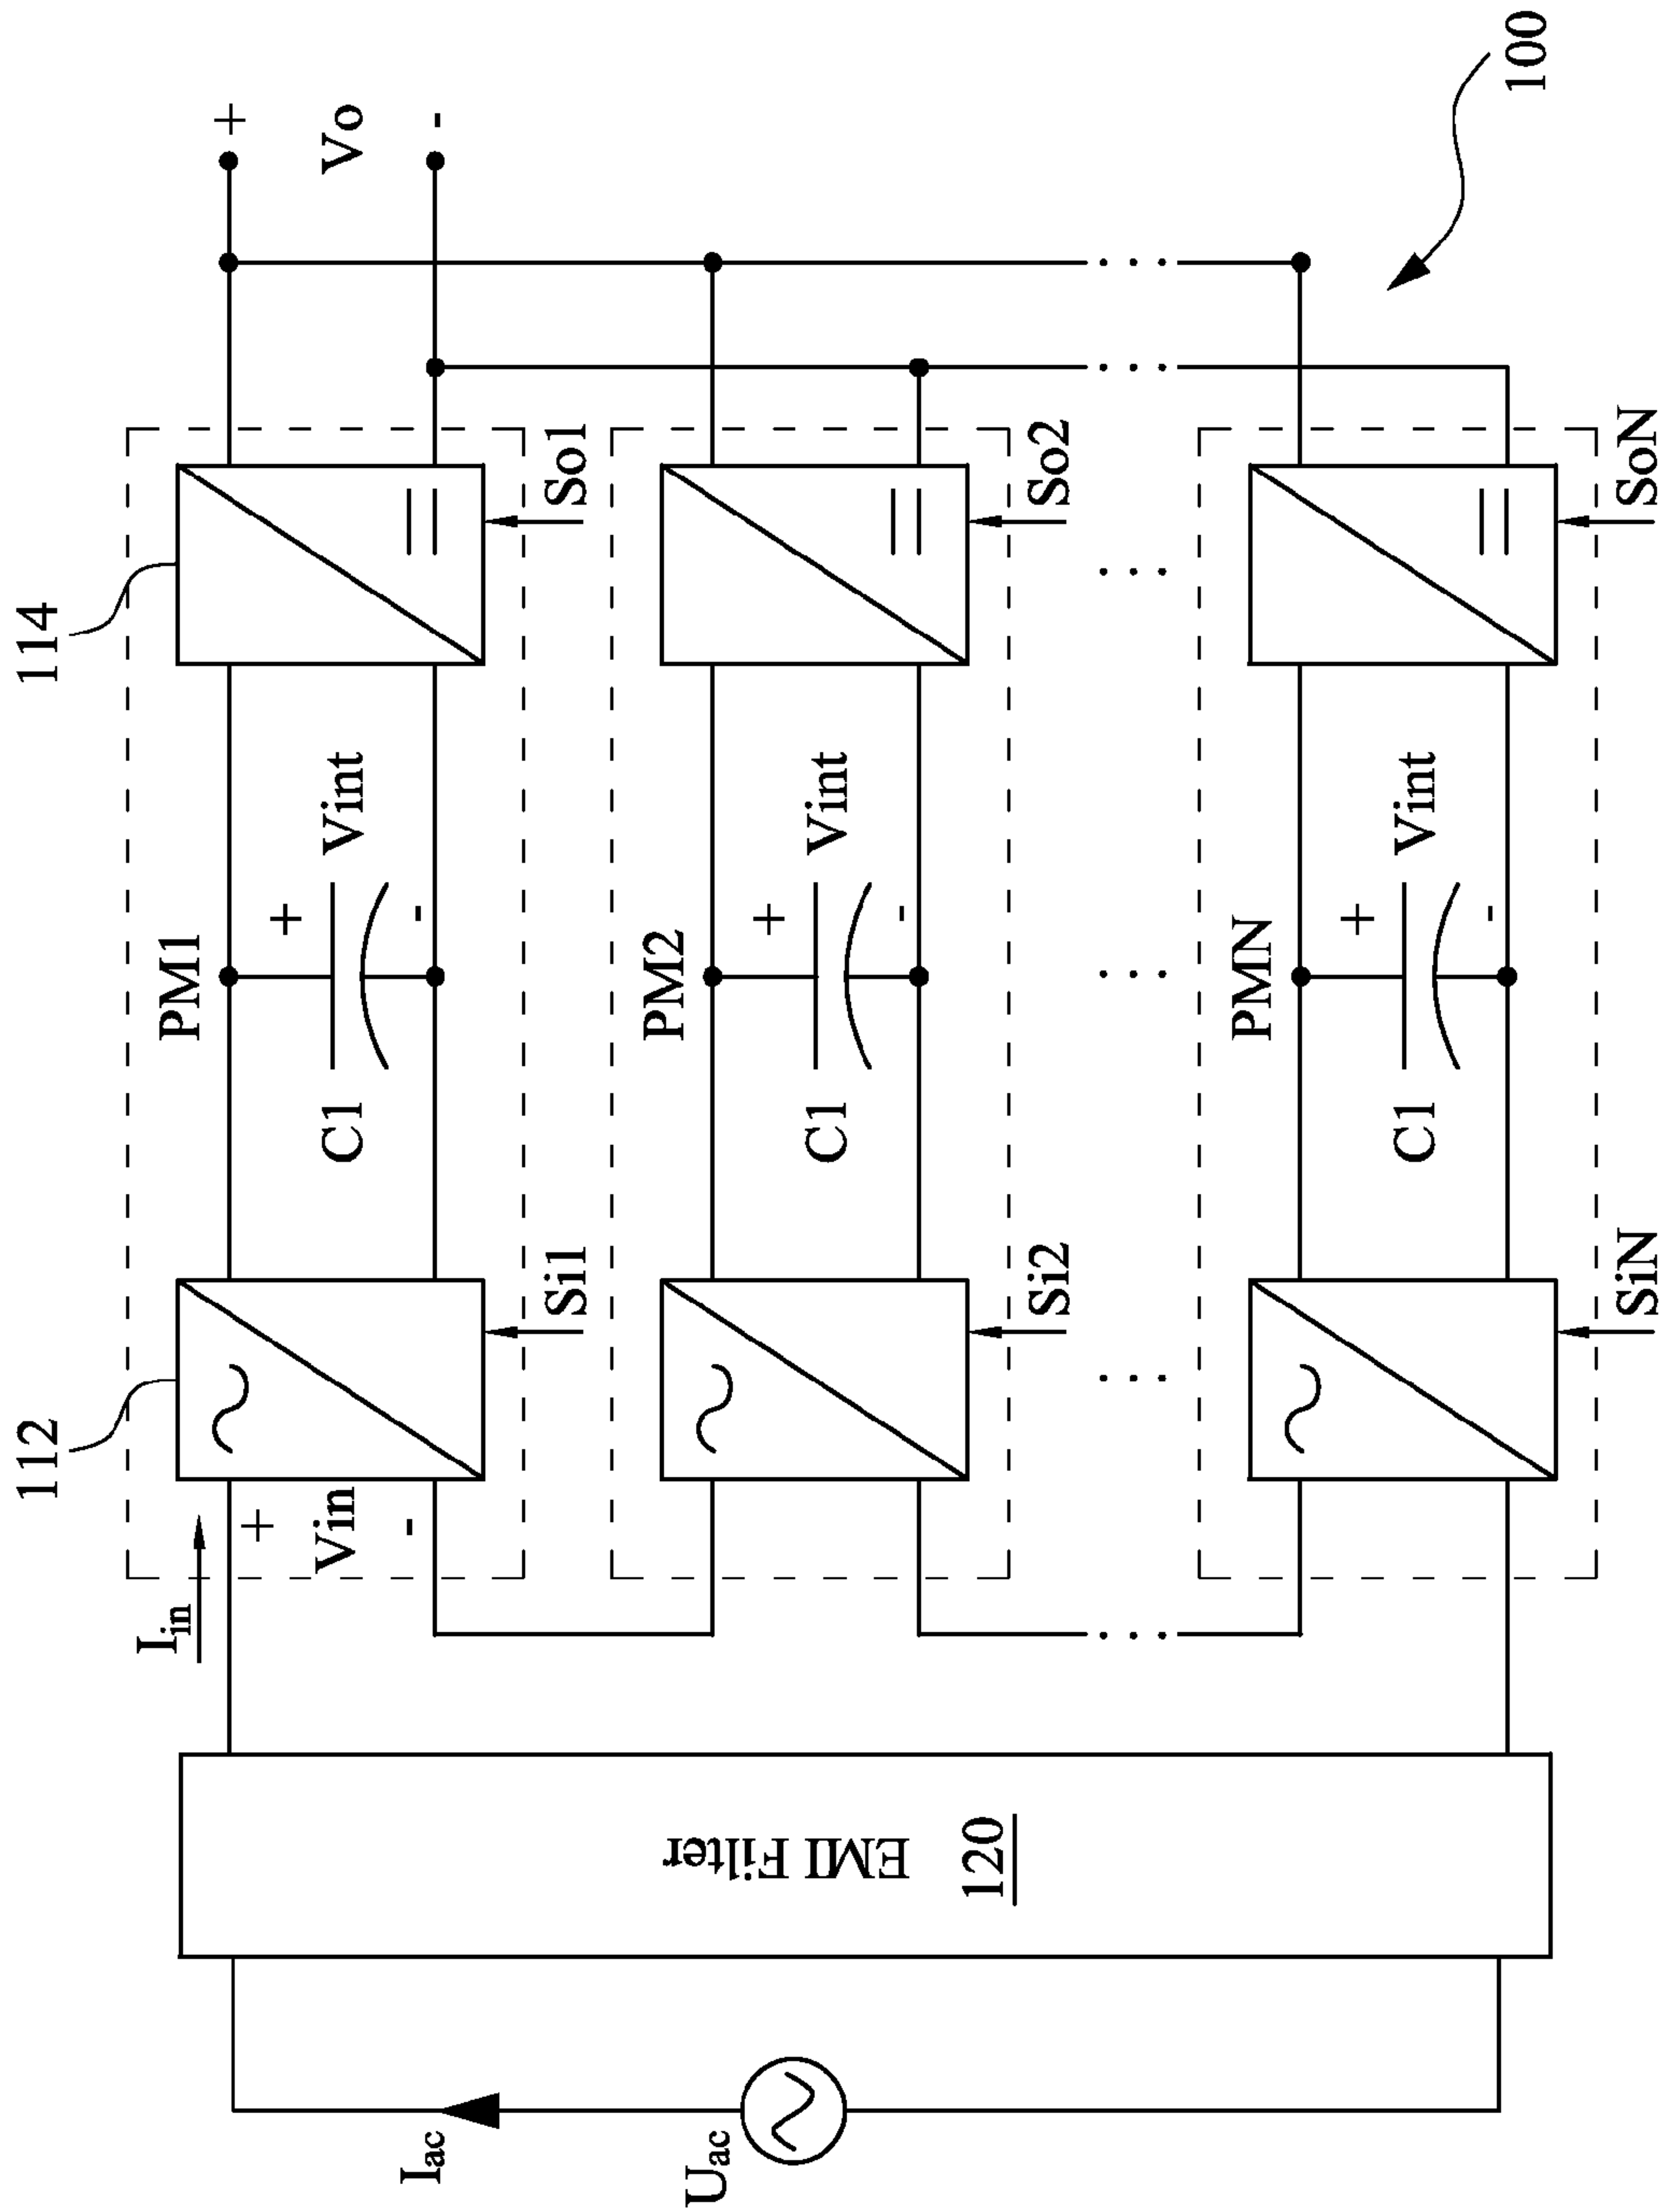 100
+
Vo
-
114
So1
So2
SoN
PM1
+
Vint
-
C1
PM2
+
Vint
-
C1
PMN
+
Vint
-
C1
112
Si1
Si2
SiN
Iin
+
Vin
-
EMI Filter
120
Iac
Uac